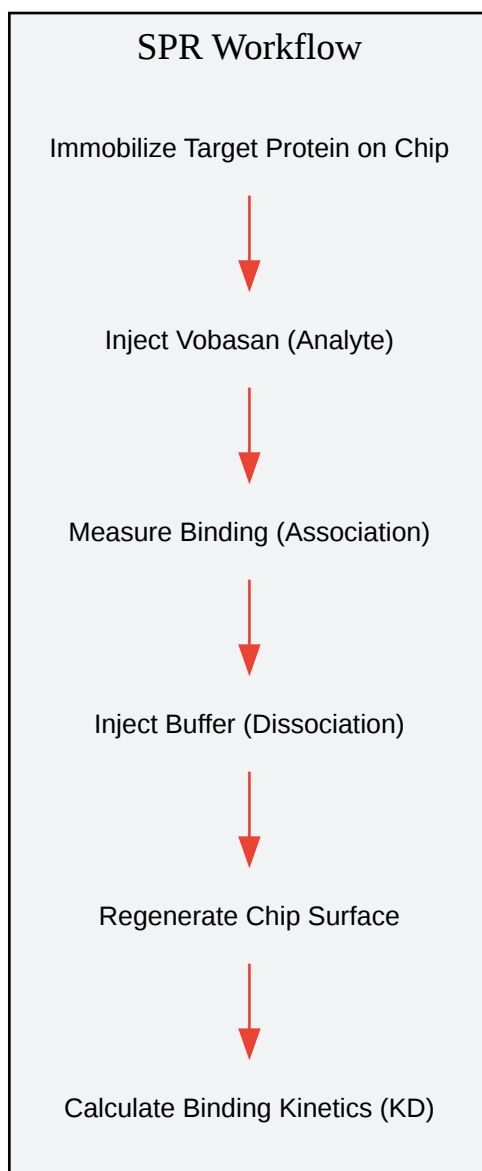 SPR Workflow
Immobilize Target Protein on Chip
Inject Vobasan (Analyte)
Measure Binding (Association)
Inject Buffer (Dissociation)
Regenerate Chip Surface
Calculate Binding Kinetics (KD)